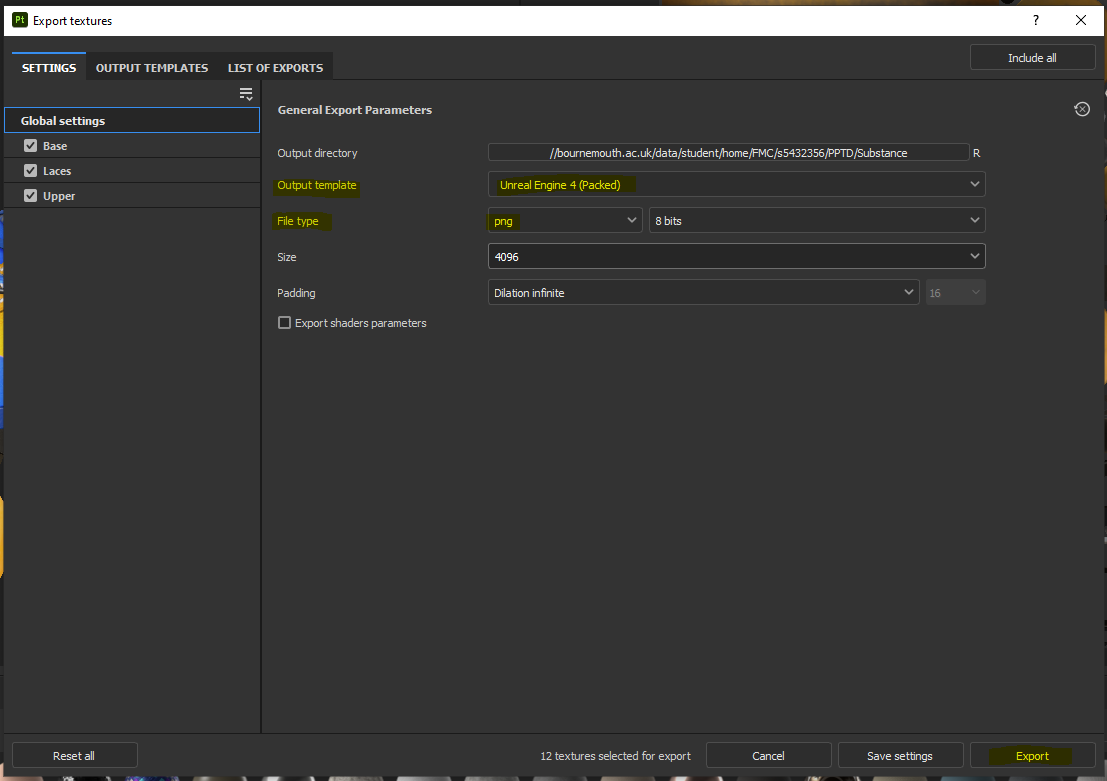 Pt Export textures ?
SETTINGS OUTPUT TEMPLATES LIST OF EXPORTS Include all
Global settings
Base
Laces
Upper
General Export Parameters
Output directory //bournemouth.ac.uk/data/student/home/FMC/s5432356/PPTD/Substance R
Output template Unreal Engine 4 (Packed)
File type png 8 bits
Size 4096
Padding Dilation infinite 16
Export shaders parameters
Reset all 12 textures selected for export Cancel Save settings Export